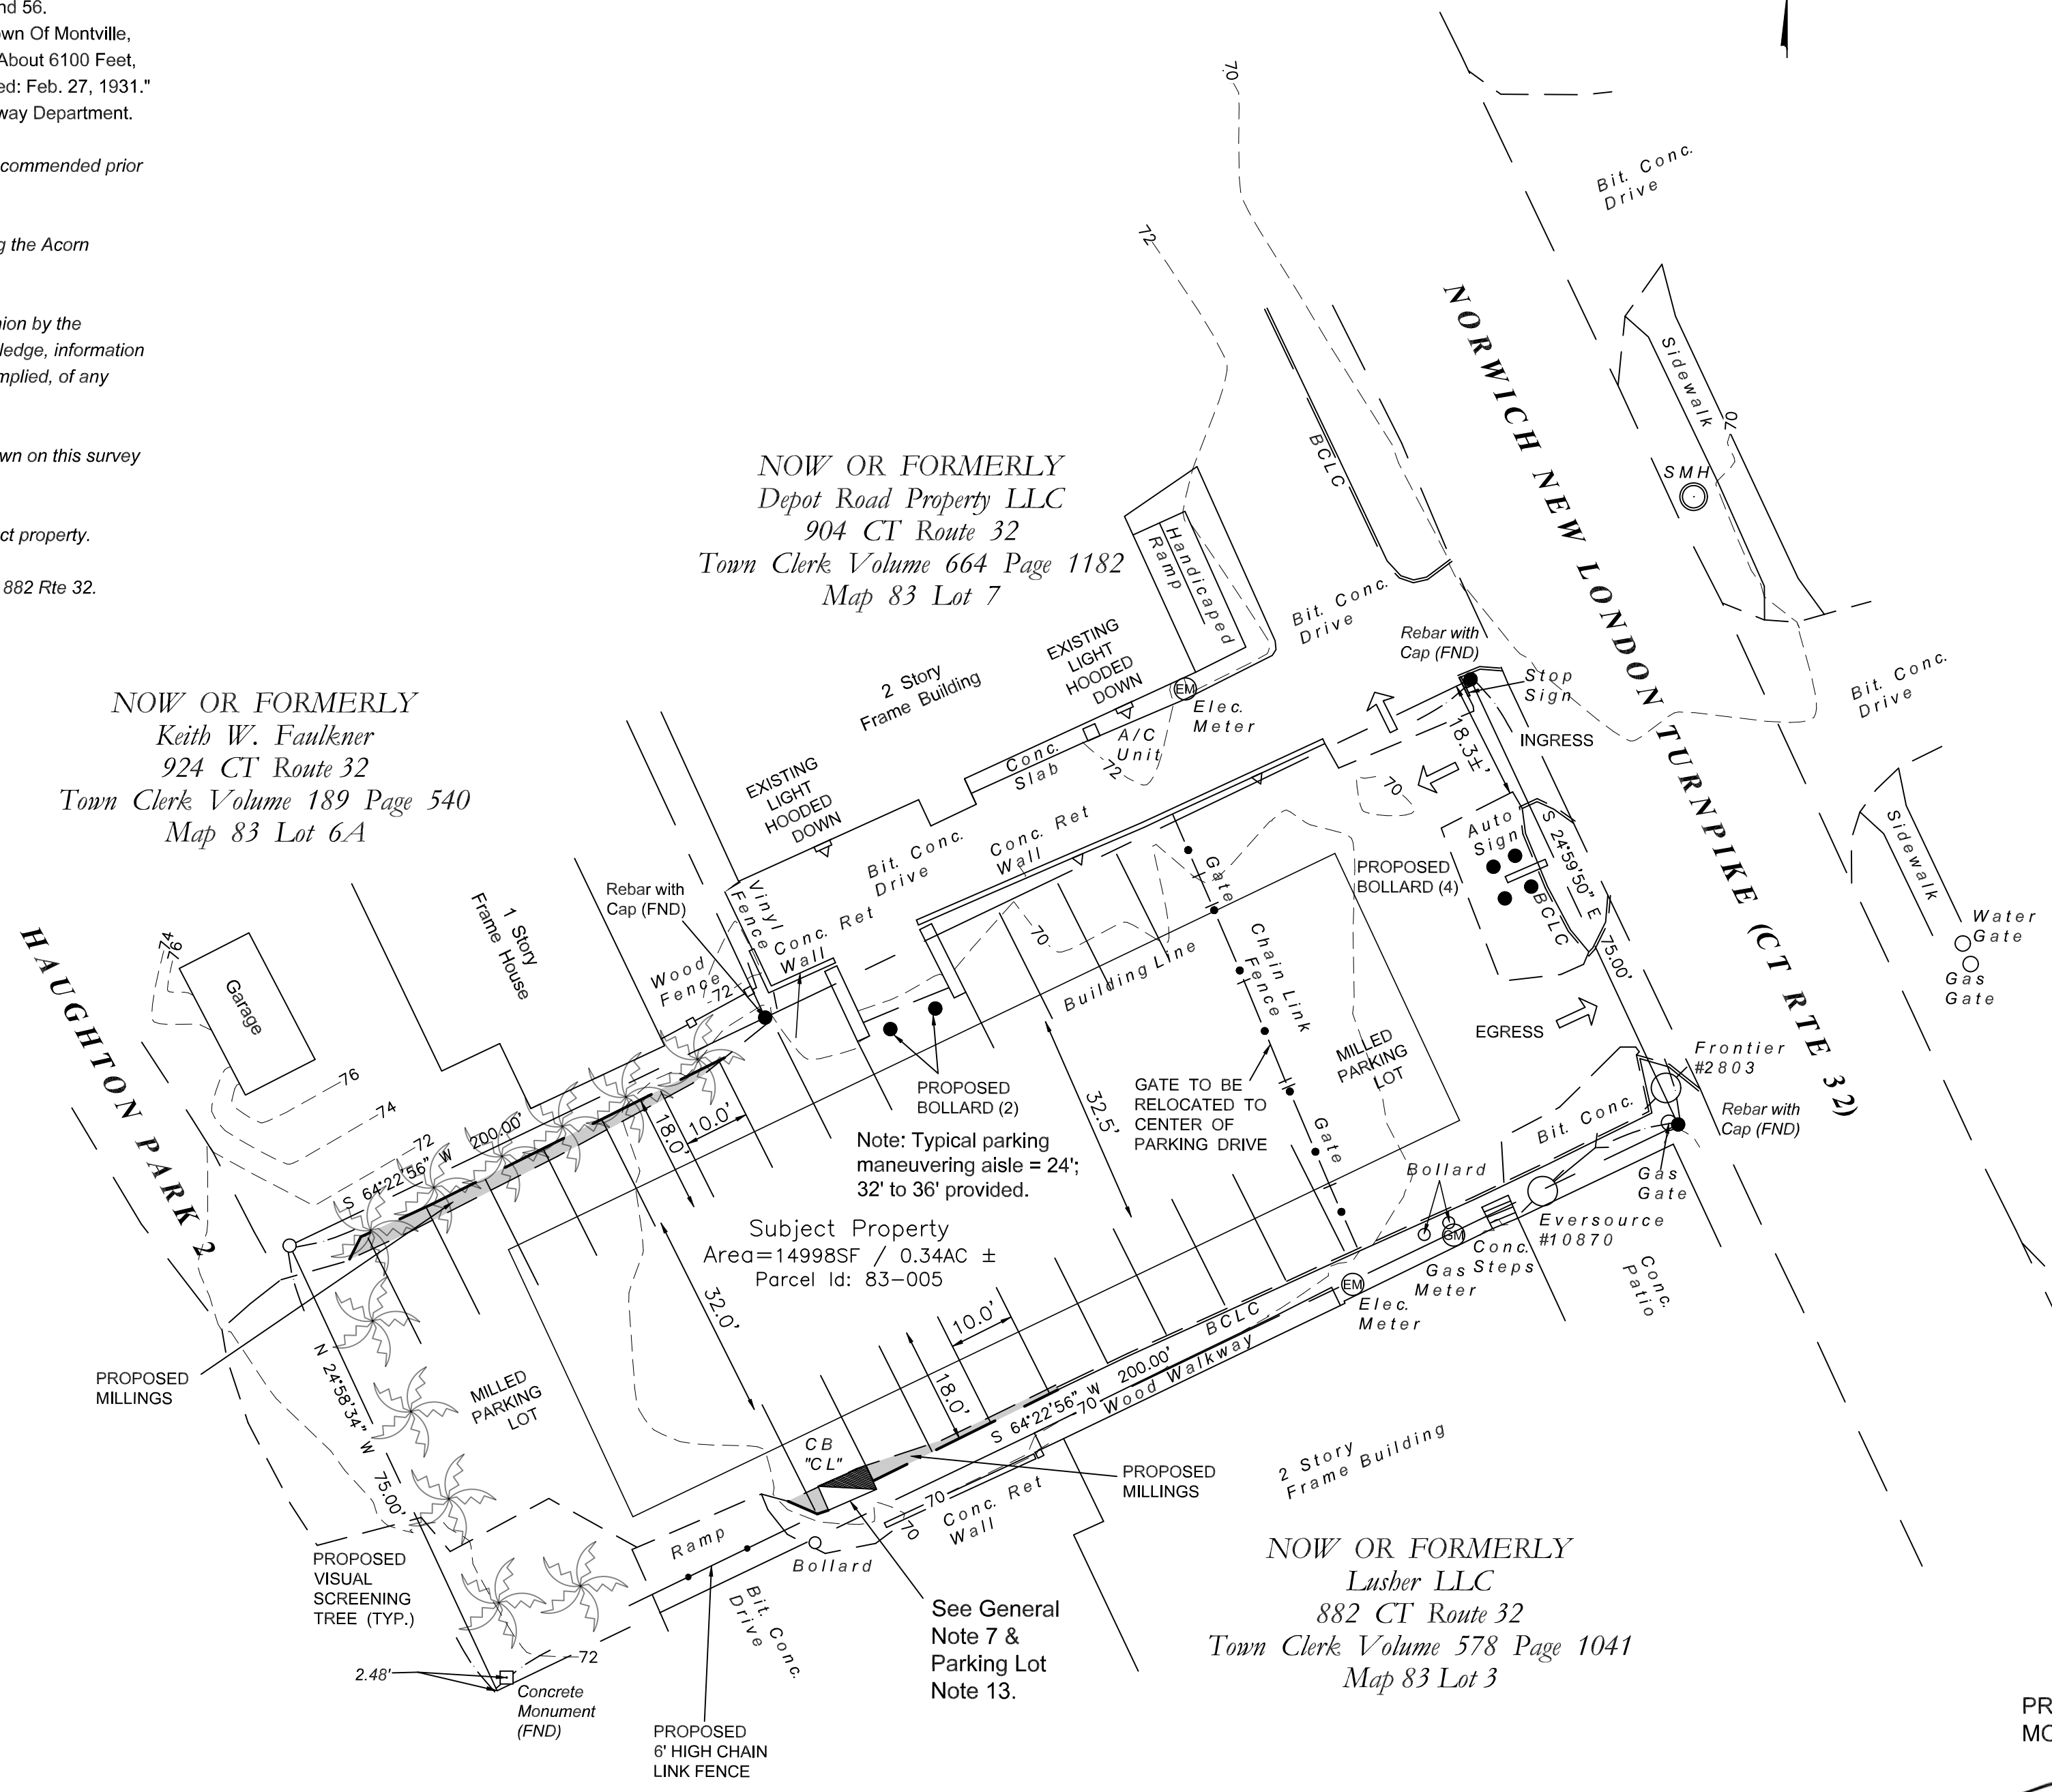 nd 56.
wn Of Montville,
About 6100 Feet,
ed: Feb. 27, 1931."
way Department.
commended prior
g the Acorn
nion by the
ledge, information
mplied, of any
wn on this survey
ct property.
882 Rte 32.
70
72
Bit. Conc.
Drive
NORWICH NEW LONDON TURNPIKE (CT RTE 32)
Sidewalk
70
SMH
BCLC
NOW OR FORMERLY
Depot Road Property LLC
904 CT Route 32
Town Clerk Volume 664 Page 1182
Map 83 Lot 7
Handicaped
Ramp
Bit. Conc.
Drive
EXISTING
LIGHT
HOODED
DOWN
2 Story
Frame Building
EM
Elec.
Meter
A/C
Unit
Conc.
Slab
72
Rebar with
Cap (FND)
Stop
Sign
INGRESS
18.3±'
Bit. Conc.
Drive
NOW OR FORMERLY
Keith W. Faulkner
924 CT Route 32
Town Clerk Volume 189 Page 540
Map 83 Lot 6A
EXISTING
LIGHT
HOODED
DOWN
Bit. Conc.
Drive
Conc. Ret
Wall
70
Auto
Sign
S 24°59'50" E
75.00'
PROPOSED
BOLLARD (4)
BCLC
Sidewalk
Water
Gate
Gas
Gate
HAUGHTON PARK 2
74
76
Garage
1 Story
Frame House
Rebar with
Cap (FND)
Vinyl
Fence
Conc. Ret
Wall
Wood
Fence
72
Gate
70
Building Line
Chain Link
Fence
EGRESS
MILLED
PARKING
LOT
Frontier
#2803
Rebar with
Cap (FND)
76
74
72
S 64°22'56" W 200.00'
18.0'
10.0'
PROPOSED
BOLLARD (2)
32.5'
GATE TO BE
RELOCATED TO
CENTER OF
PARKING DRIVE
Gate
Note: Typical parking
maneuvering aisle = 24';
32' to 36' provided.
Bit. Conc.
Bollard
Gas
Gate
Subject Property
Area=14998SF / 0.34AC ±
Parcel Id: 83-005
GM
Conc.
Steps
Eversource
#10870
Gas
Meter
Conc.
Patio
EM
Elec.
Meter
32.0'
10.0'
18.0'
BCLC
PROPOSED
MILLINGS
N 24°58'34" W 75.00'
MILLED
PARKING
LOT
S 64°22'56" W 200.00'
70
Wood Walkway
CB
"CL"
PROPOSED
MILLINGS
2 Story
Frame Building
70
Conc. Ret
Wall
70
Ramp
Bollard
PROPOSED
VISUAL
SCREENING
TREE (TYP.)
Bit. Conc.
Drive
See General
Note 7 &
Parking Lot
Note 13.
NOW OR FORMERLY
Lusher LLC
882 CT Route 32
Town Clerk Volume 578 Page 1041
Map 83 Lot 3
72
2.48'
Concrete
Monument
(FND)
PROPOSED
6' HIGH CHAIN
LINK FENCE
PR
MO